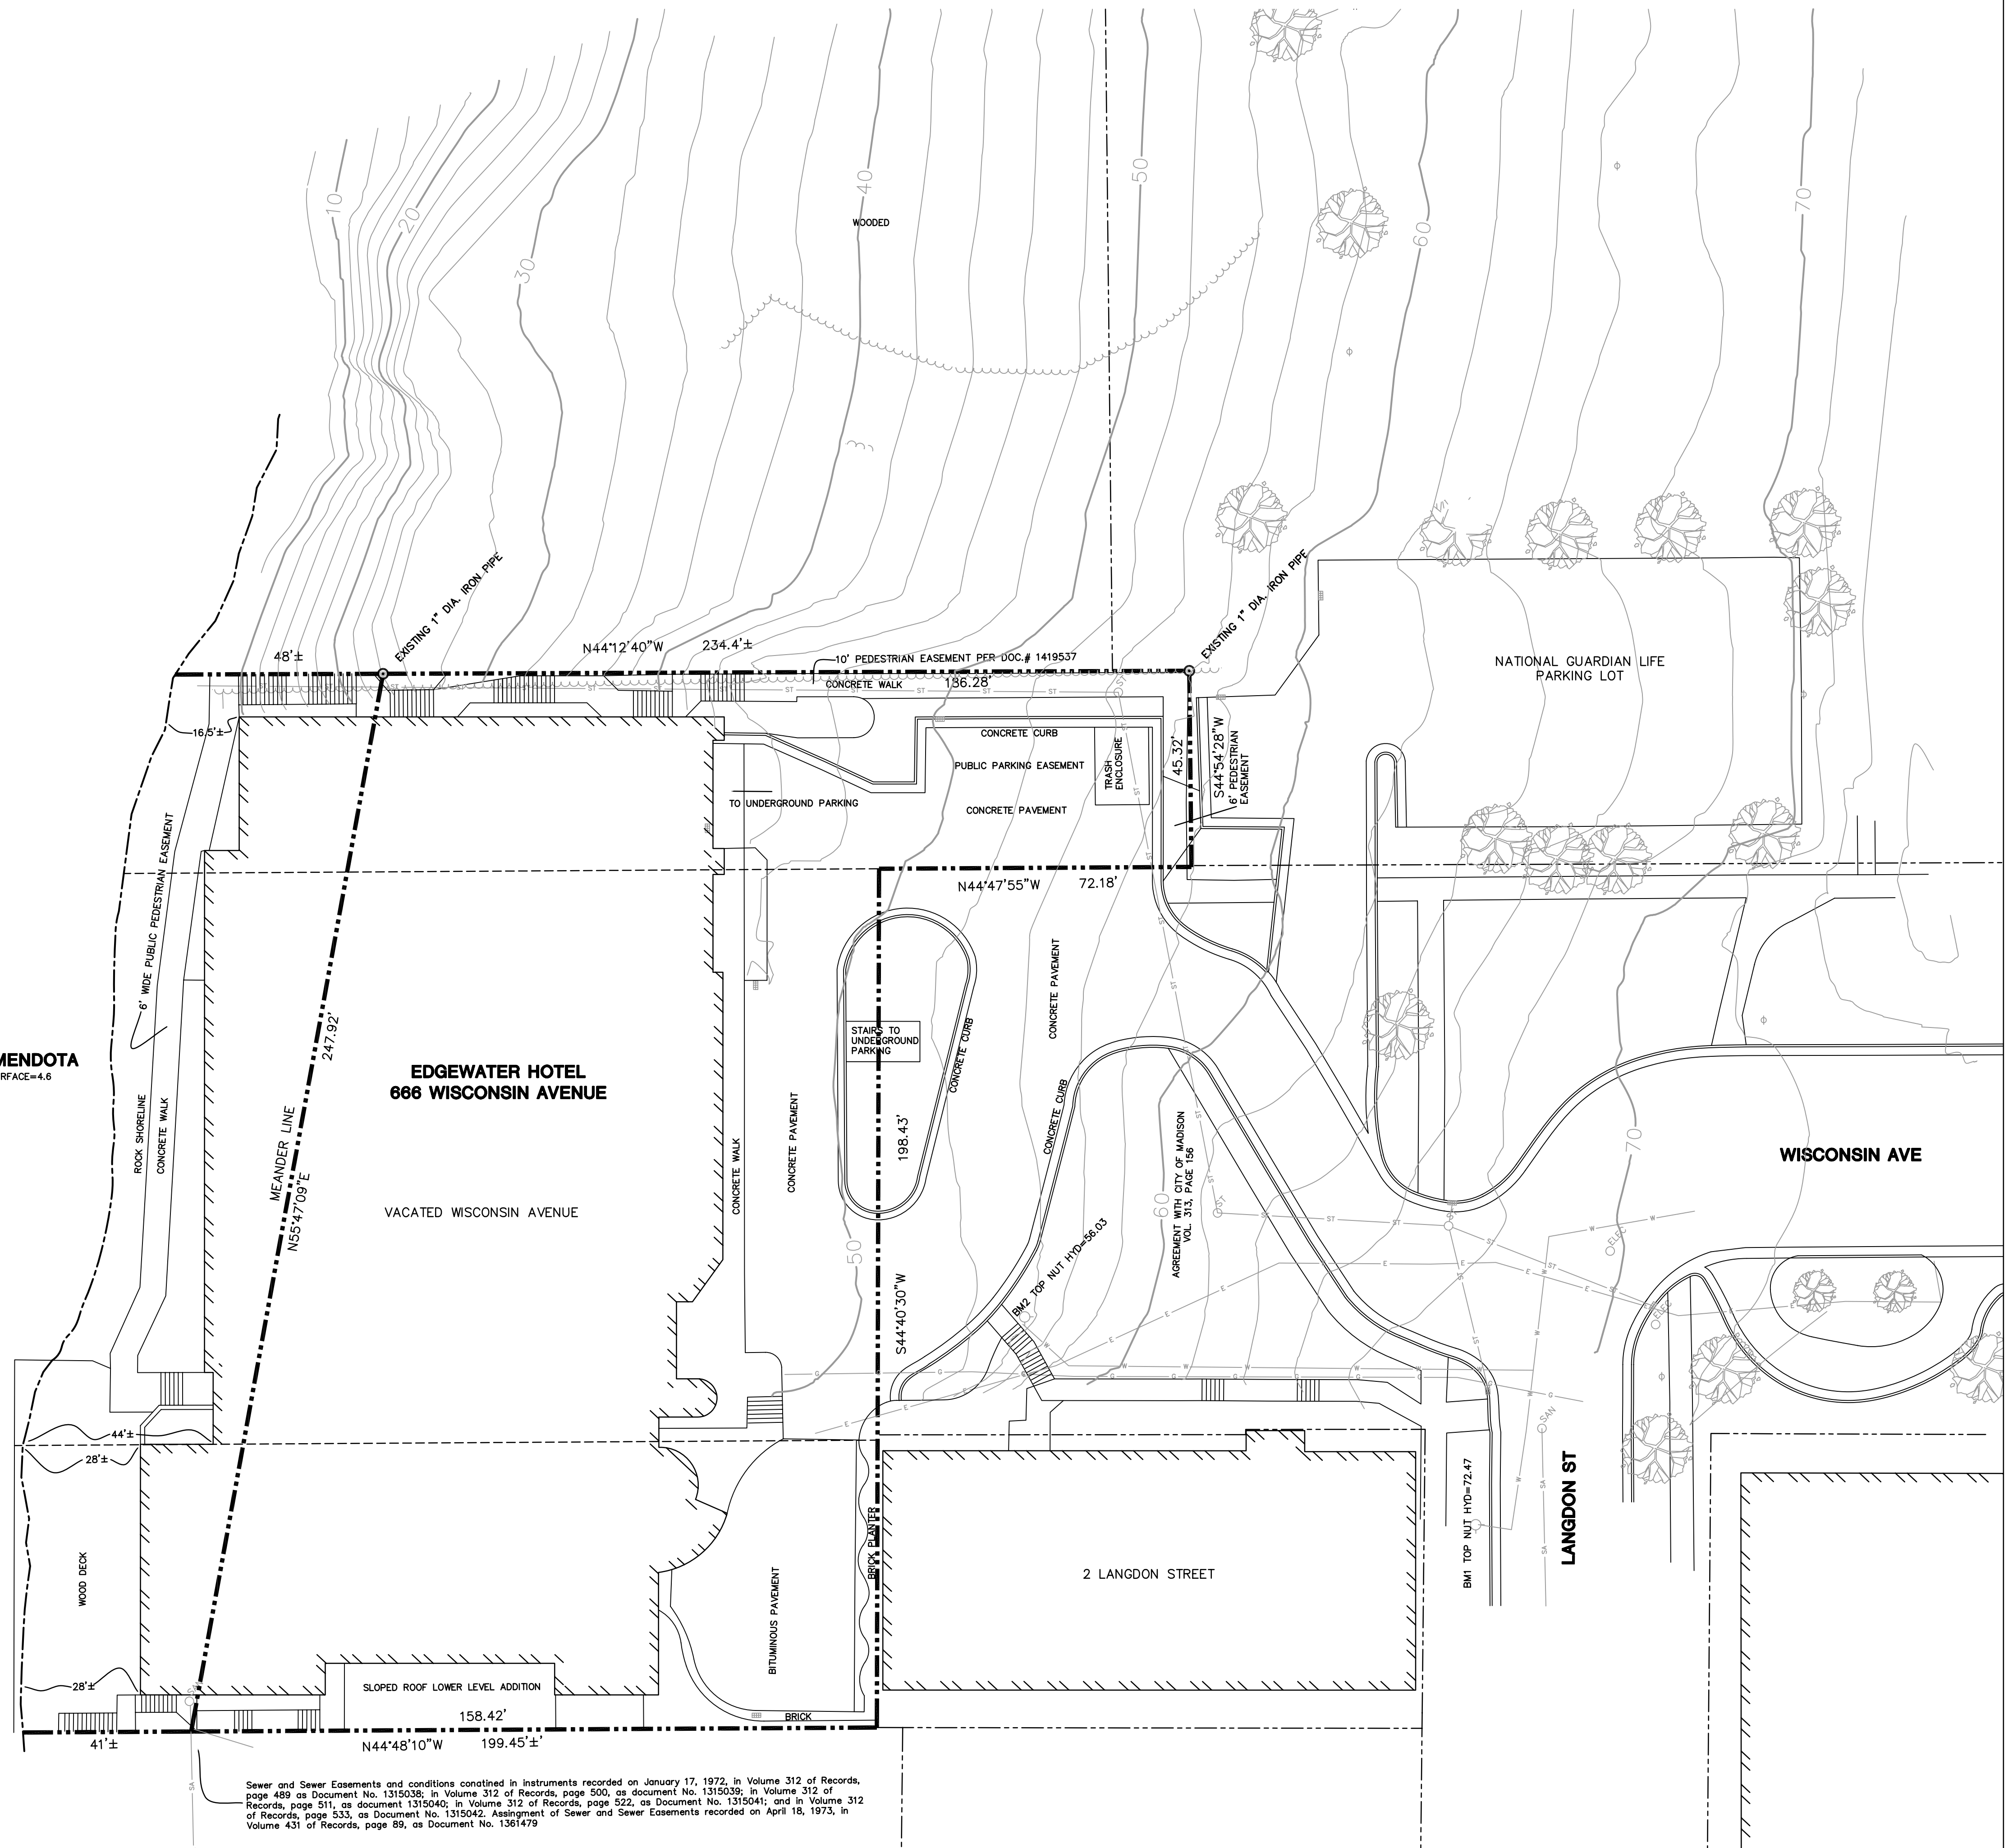 10
20
30
40
50
60
70
WOODED
3
EXISTING 1" DIA. IRON PIPE
EXISTING 1" DIA. IRON PIPE
48'±
N44°12'40"W
234.4'±
10' PEDESTRIAN EASEMENT PER DOC.# 1419537
CONCRETE WALK
186.28'
ST
NATIONAL GUARDIAN LIFE
PARKING LOT
16.5'±
CONCRETE CURB
PUBLIC PARKING EASEMENT
TRASH
ENCLOSURE
45.32'
S44°54'28"W
6' PEDESTRIAN
EASEMENT
TO UNDERGROUND PARKING
CONCRETE PAVEMENT
N44°47'55"W
72.18'
6' WIDE PUBLIC PEDESTRIAN EASEMENT
247.92'
MENDOTA
RFACE=4.6
EDGEWATER HOTEL
666 WISCONSIN AVENUE
STAIRS TO
UNDERGROUND
PARKING
CONCRETE CURB
CONCRETE PAVEMENT
CONCRETE CURB
198.43'
ROCK SHORELINE
CONCRETE WALK
MEANDER LINE
N55°47'09"E
CONCRETE WALK
CONCRETE PAVEMENT
VACATED WISCONSIN AVENUE
AGREEMENT WITH CITY OF MADISON
VOL. 313, PAGE 156
WISCONSIN AVE
70
60
50
S44°40'30"W
BM2 TOP NUT HYD=56.03
ELEC
ELEC
SAN
44'±
28'±
28'±
WOOD DECK
BRICK PLANTER
BITUMINOUS PAVEMENT
2 LANGDON STREET
BM1 TOP NUT HYD=72.47
LANGDON ST
SAN
SLOPED ROOF LOWER LEVEL ADDITION
158.42'
BRICK
41'±
N44°48'10"W
199.45'±'
Sewer and Sewer Easements and conditions conatined in instruments recorded on January 17, 1972, in Volume 312 of Records,
page 489 as Document No. 1315038; in Volume 312 of Records, page 500, as document No. 1315039; in Volume 312 of
Records, page 511, as document 1315040; in Volume 312 of Records, page 522, as Document No. 1315041; and in Volume 312
of Records, page 533, as Document No. 1315042. Assingment of Sewer and Sewer Easements recorded on April 18, 1973, in
Volume 431 of Records, page 89, as Document No. 1361479